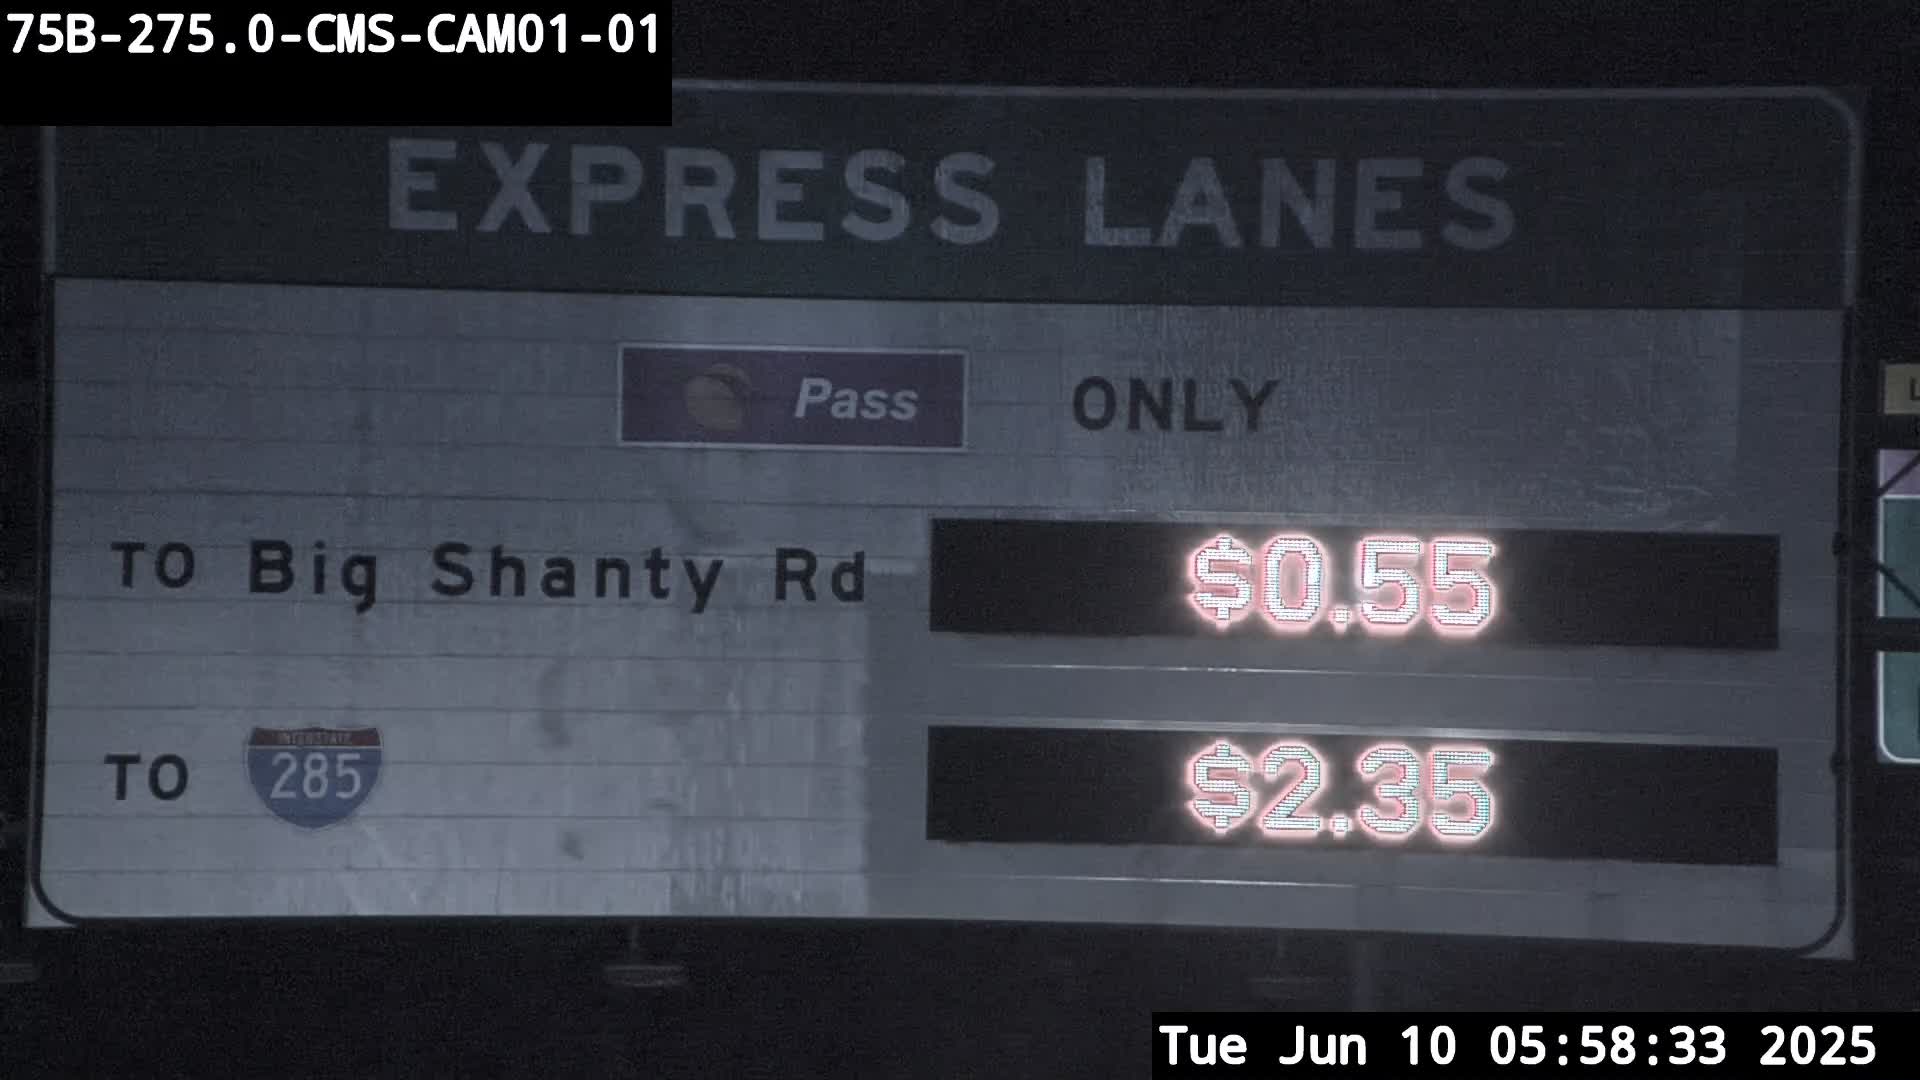 75B-275.0-CMS-CAM01-01
EXPRESS LANES
Pass ONLY
TO Big Shanty Rd $0.55
INTERSTATE
TO 285 $2.35
Tue Jun 10 05:58:33 2025